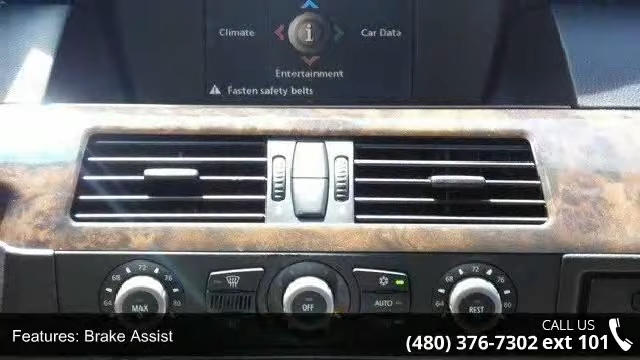 Climate
i
Car Data
Entertainment
Fasten safety belts
68 72 76
64 80
MAX
OFF
AUTO
68 72 76
64 80
REST
Features: Brake Assist
CALL US
(480) 376-7302 ext 101